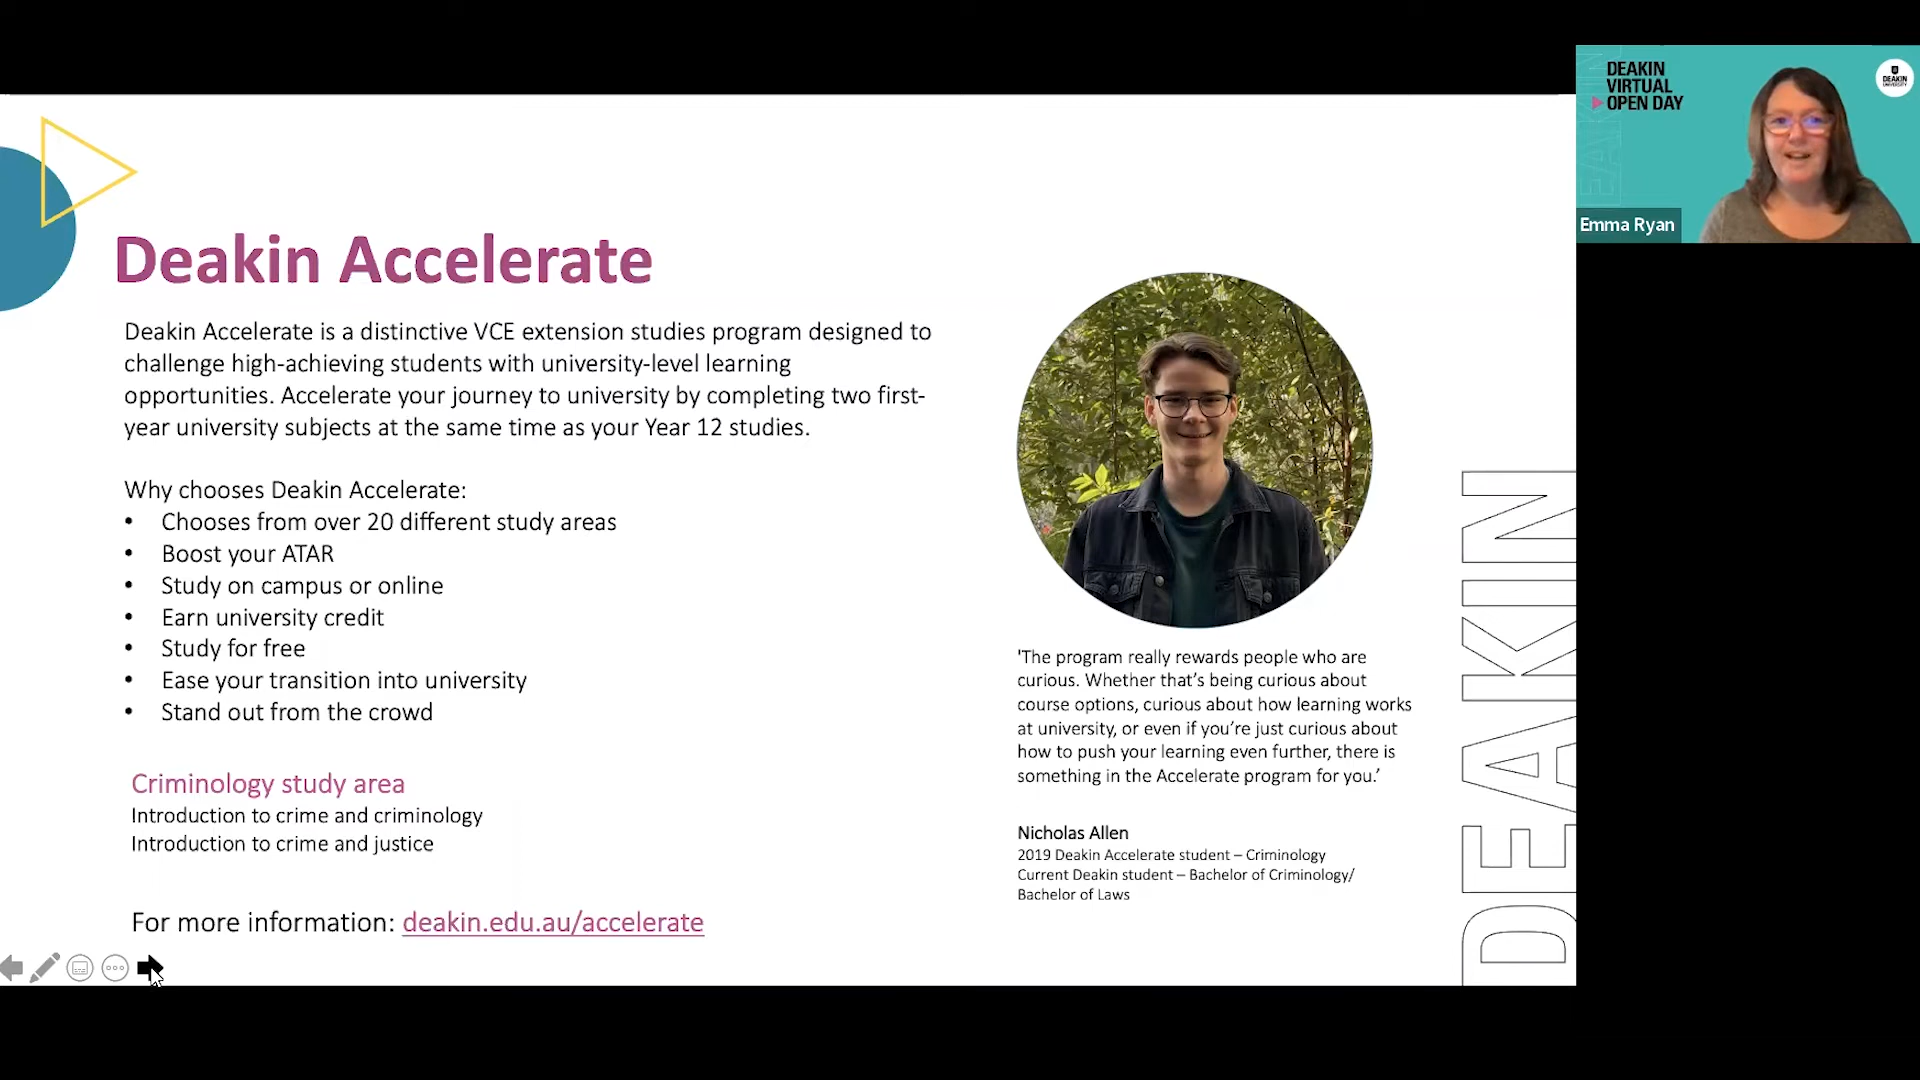 Deakin Accelerate
Deakin Accelerate is a distinctive VCE extension studies program designed to
challenge high-achieving students with university-level learning
opportunities. Accelerate your journey to university by completing two first-
year university subjects at the same time as your Year 12 studies.
Why chooses Deakin Accelerate:
• Chooses from over 20 different study areas
• Boost your ATAR
• Study on campus or online
• Earn university credit
• Study for free
• Ease your transition into university
• Stand out from the crowd
Criminology study area
Introduction to crime and criminology
Introduction to crime and justice
For more information: deakin.edu.au/accelerate
'The program really rewards people who are
curious. Whether that’s being curious about
course options, curious about how learning works
at university, or even if you’re just curious about
how to push your learning even further, there is
something in the Accelerate program for you.’
Nicholas Allen
2019 Deakin Accelerate student – Criminology
Current Deakin student – Bachelor of Criminology/
Bachelor of Laws
DEAKIN
DEAKIN
VIRTUAL
OPEN DAY
DEAKIN
UNIVERSITY
Emma Ryan